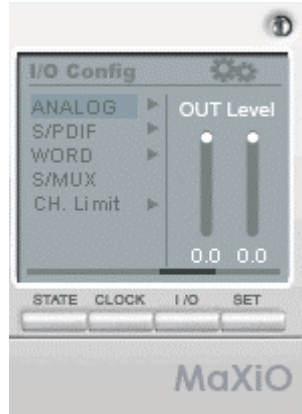 I/O Config
ANALOG
S/PDIF
WORD
S/MUX
CH. Limit
OUT Level
0.0 0.0
STATE CLOCK I/O SET
MaXiO